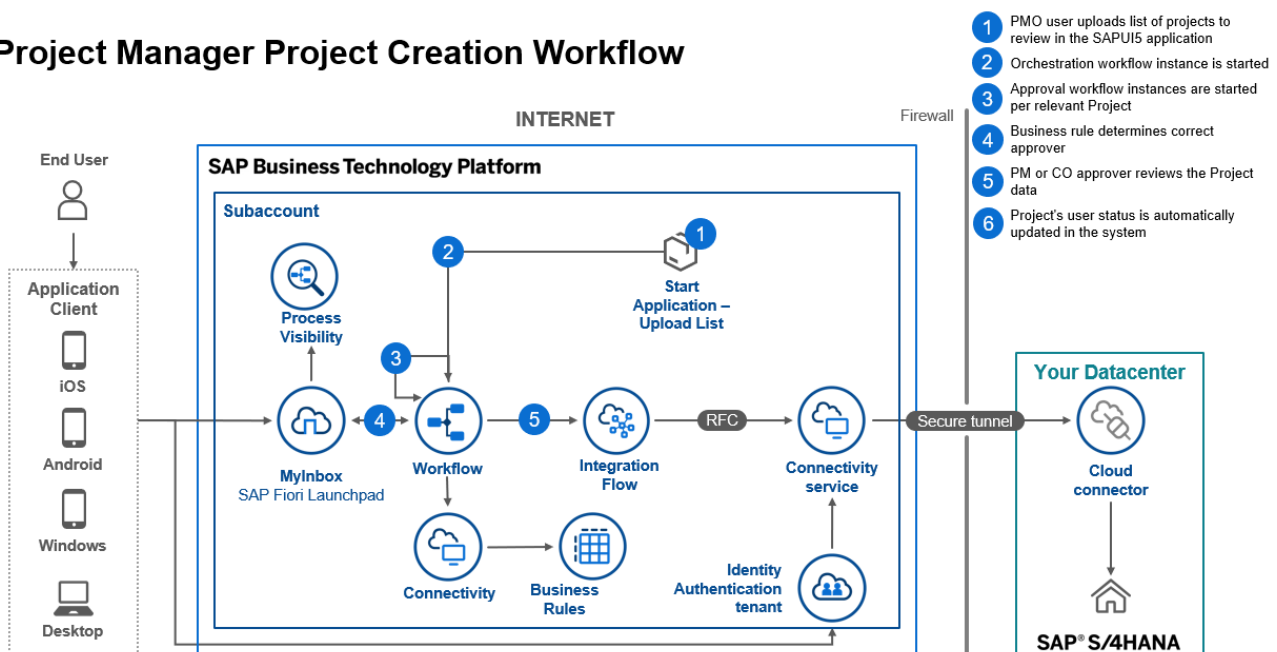 Project Manager Project Creation Workflow
1 PMO user uploads list of projects to
review in the SAPUI5 application
2 Orchestration workflow instance is started
3 Approval workflow instances are started
per relevant Project
4 Business rule determines correct
approver
5 PM or CO approver reviews the Project
data
6 Project's user status is automatically
updated in the system
INTERNET
Firewall
End User
SAP Business Technology Platform
Subaccount
1
2
Application
Client
Start
Application –
Upload List
Process
Visibility
3
iOS
Your Datacenter
4
5
RFC
Secure tunnel
Android
MyInbox
SAP Fiori Launchpad
Workflow
Integration
Flow
Connectivity
service
Cloud
connector
Windows
Connectivity
Business
Rules
Identity
Authentication
tenant
Desktop
SAP® S/4HANA